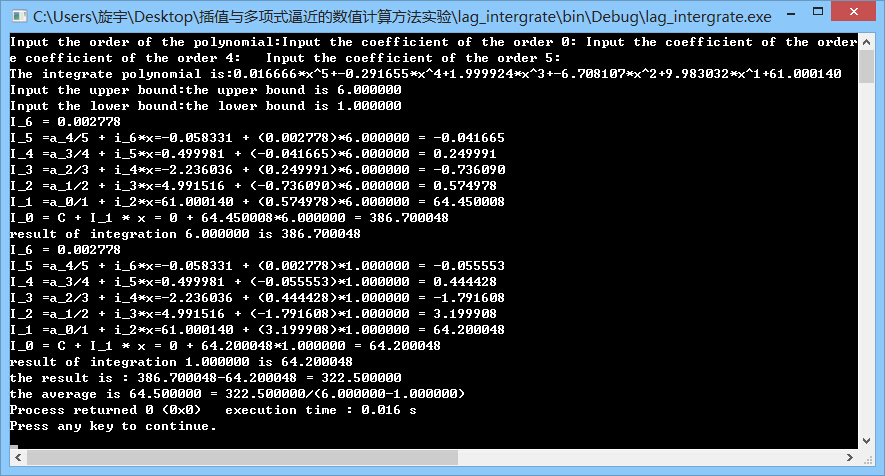 C:\Users\旋宇\Desktop\插值与多项式逼近的数值计算方法实验\lag_intergrate\bin\Debug\lag_intergrate.exe
Input the order of the polynomial:Input the coefficient of the order 0: Input the coefficient of the order
e coefficient of the order 4:   Input the coefficient of the order 5:
The integrate polynomial is:0.016666*x^5+-0.291655*x^4+1.999924*x^3+-6.708107*x^2+9.983032*x^1+61.000140
Input the upper bound:the upper bound is 6.000000
Input the lower bound:the lower bound is 1.000000
I_6 = 0.002778
I_5 =a_4/5 + i_6*x=-0.058331 + (0.002778)*6.000000 = -0.041665
I_4 =a_3/4 + i_5*x=0.499981 + (-0.041665)*6.000000 = 0.249991
I_3 =a_2/3 + i_4*x=-2.236036 + (0.249991)*6.000000 = -0.736090
I_2 =a_1/2 + i_3*x=4.991516 + (-0.736090)*6.000000 = 0.574978
I_1 =a_0/1 + i_2*x=61.000140 + (0.574978)*6.000000 = 64.450008
I_0 = C + I_1 * x = 0 + 64.450008*6.000000 = 386.700048
result of integration 6.000000 is 386.700048
I_6 = 0.002778
I_5 =a_4/5 + i_6*x=-0.058331 + (0.002778)*1.000000 = -0.055553
I_4 =a_3/4 + i_5*x=0.499981 + (-0.055553)*1.000000 = 0.444428
I_3 =a_2/3 + i_4*x=-2.236036 + (0.444428)*1.000000 = -1.791608
I_2 =a_1/2 + i_3*x=4.991516 + (-1.791608)*1.000000 = 3.199908
I_1 =a_0/1 + i_2*x=61.000140 + (3.199908)*1.000000 = 64.200048
I_0 = C + I_1 * x = 0 + 64.200048*1.000000 = 64.200048
result of integration 1.000000 is 64.200048
the result is : 386.700048-64.200048 = 322.500000
the average is 64.500000 = 322.500000/(6.000000-1.000000)
Process returned 0 (0x0)   execution time : 0.016 s
Press any key to continue.